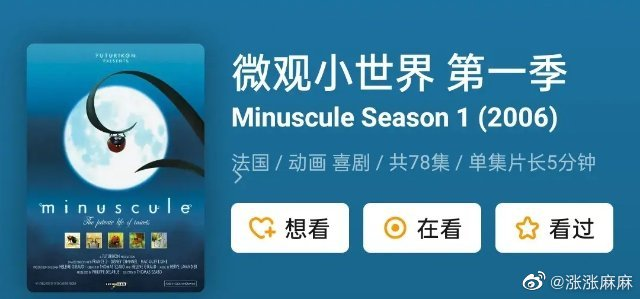 FUTURIKON
PRESENTS
minuscule
The private life of insects
微观小世界 第一季
Minuscule Season 1 (2006)
法国 / 动画 喜剧 / 共78集 / 单集片长5分钟
想看
在看
看过
@涨涨麻麻